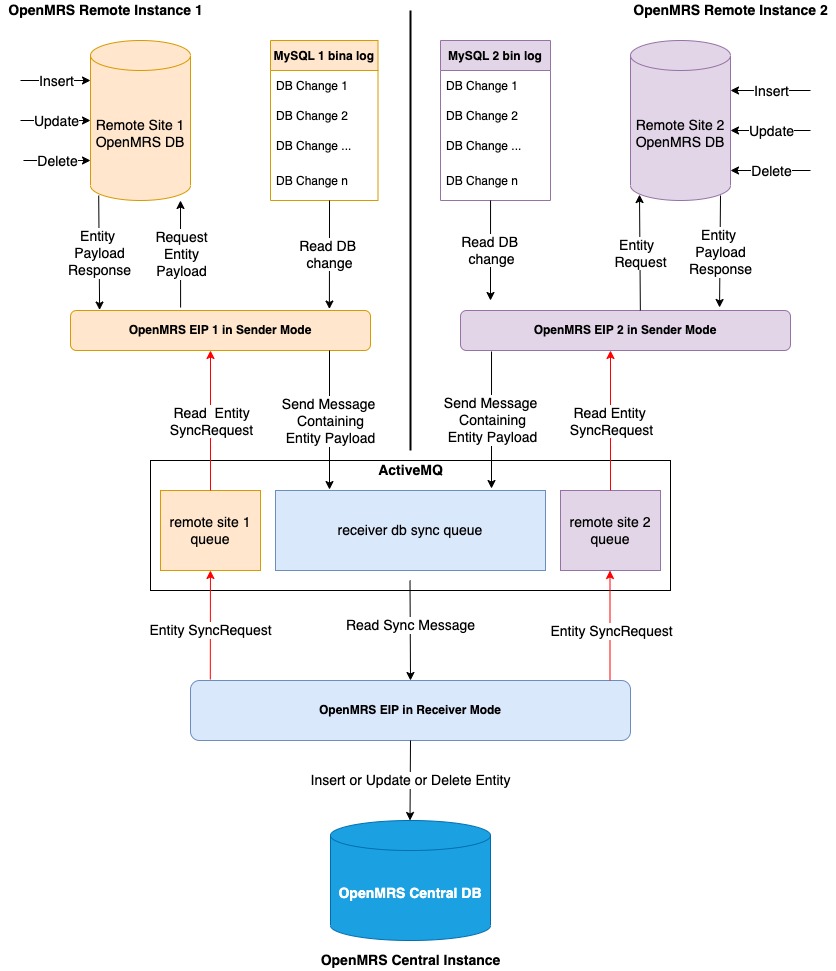 OpenMRS Remote Instance 1
OpenMRS Remote Instance 2
MySQL 1 bina log
DB Change 1
DB Change 2
DB Change ...
DB Change n
MySQL 2 bin log
DB Change 1
DB Change 2
DB Change ...
DB Change n
Insert
Update
Delete
Remote Site 1
OpenMRS DB
Remote Site 2
OpenMRS DB
Insert
Update
Delete
Entity
Payload
Response
Request
Entity
Payload
Read DB
change
Read DB
change
Entity
Request
Entity
Payload
Response
OpenMRS EIP 1 in Sender Mode
OpenMRS EIP 2 in Sender Mode
Read  Entity
SyncRequest
Send Message
Containing
Entity Payload
Send Message
Containing
Entity Payload
Read Entity
SyncRequest
ActiveMQ
remote site 1
queue
receiver db sync queue
remote site 2
queue
Entity SyncRequest
Read Sync Message
Entity SyncRequest
OpenMRS EIP in Receiver Mode
Insert or Update or Delete Entity
OpenMRS Central DB
OpenMRS Central Instance